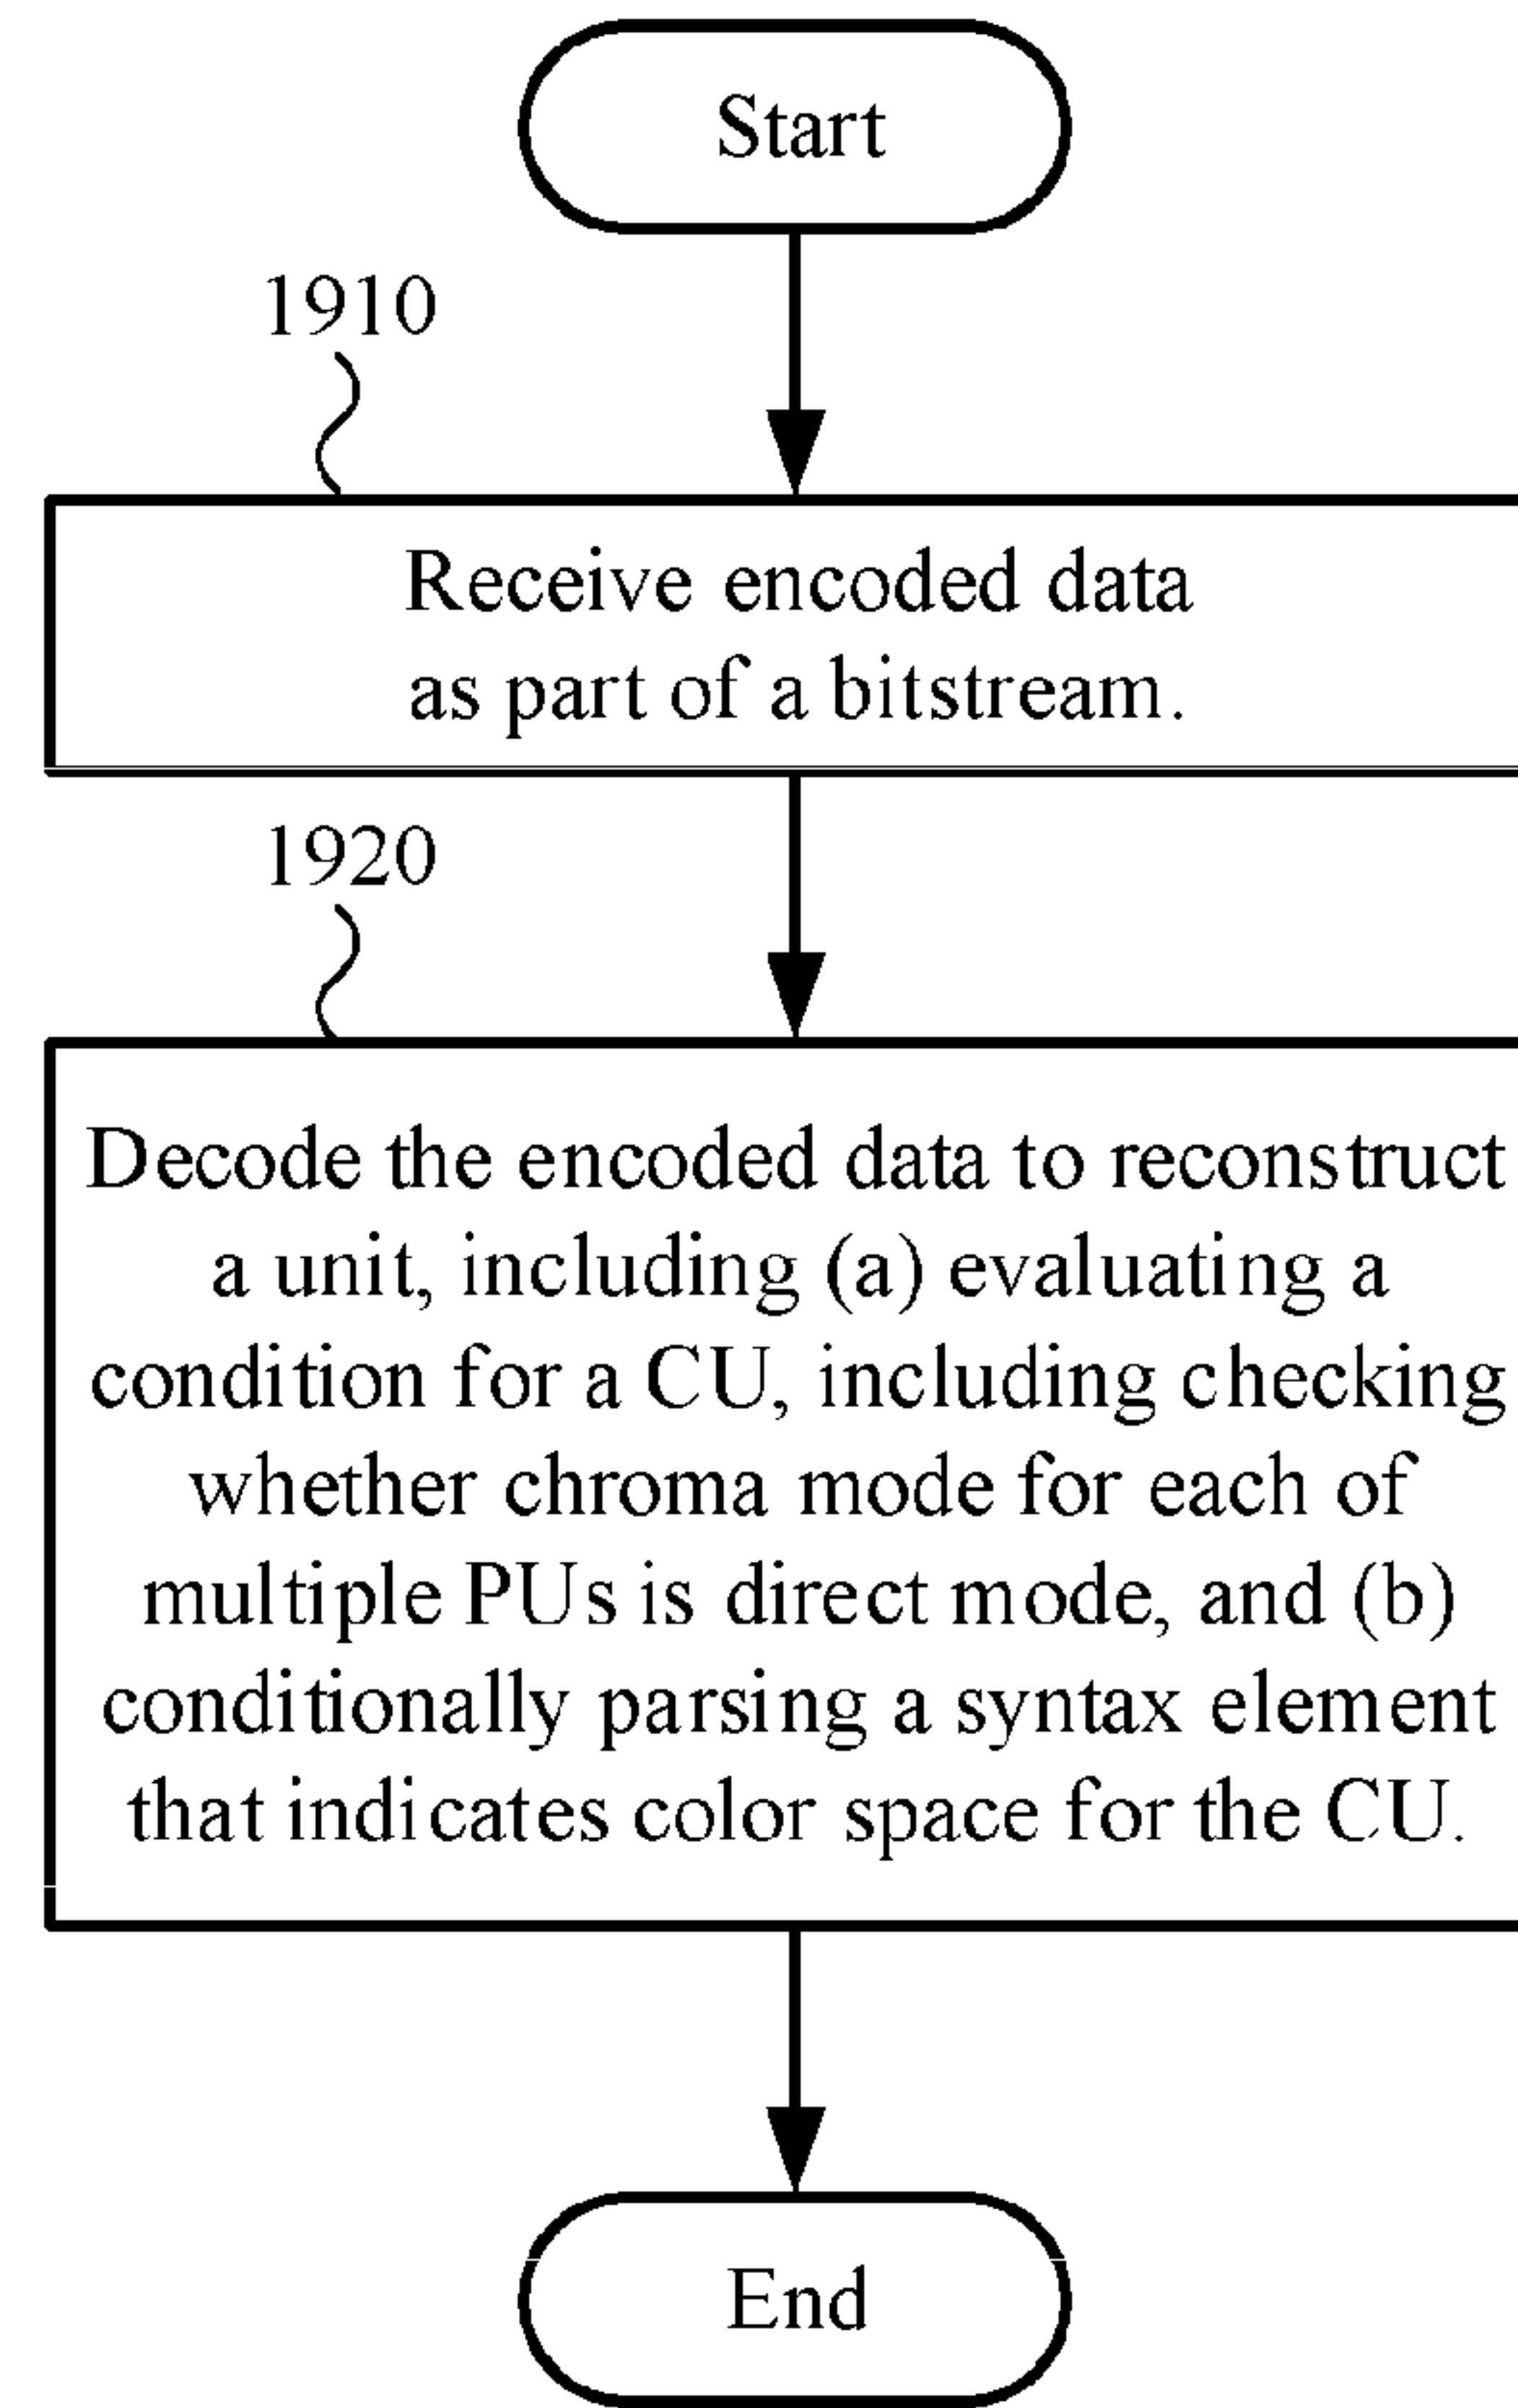 Start
1910
Receive encoded data
as part of a bitstream.
1920
Decode the encoded data to reconstruct
a unit, including (a) evaluating a
condition for a CU, including checking
whether chroma mode for each of
multiple PUs is direct mode, and (b)
conditionally parsing a syntax element
that indicates color space for the CU.
End